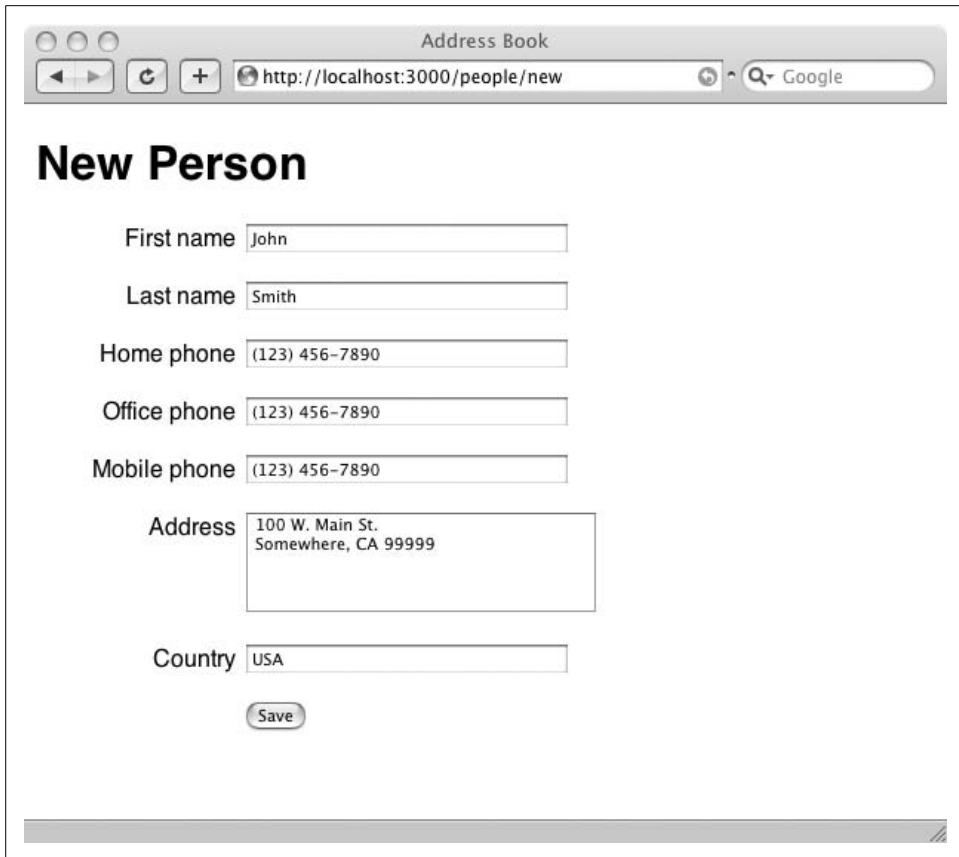 Address Book
http://localhost:3000/people/new
Google
New Person
First name John
Last name Smith
Home phone (123) 456-7890
Office phone (123) 456-7890
Mobile phone (123) 456-7890
Address 100 W. Main St.
Somewhere, CA 99999
Country USA
Save